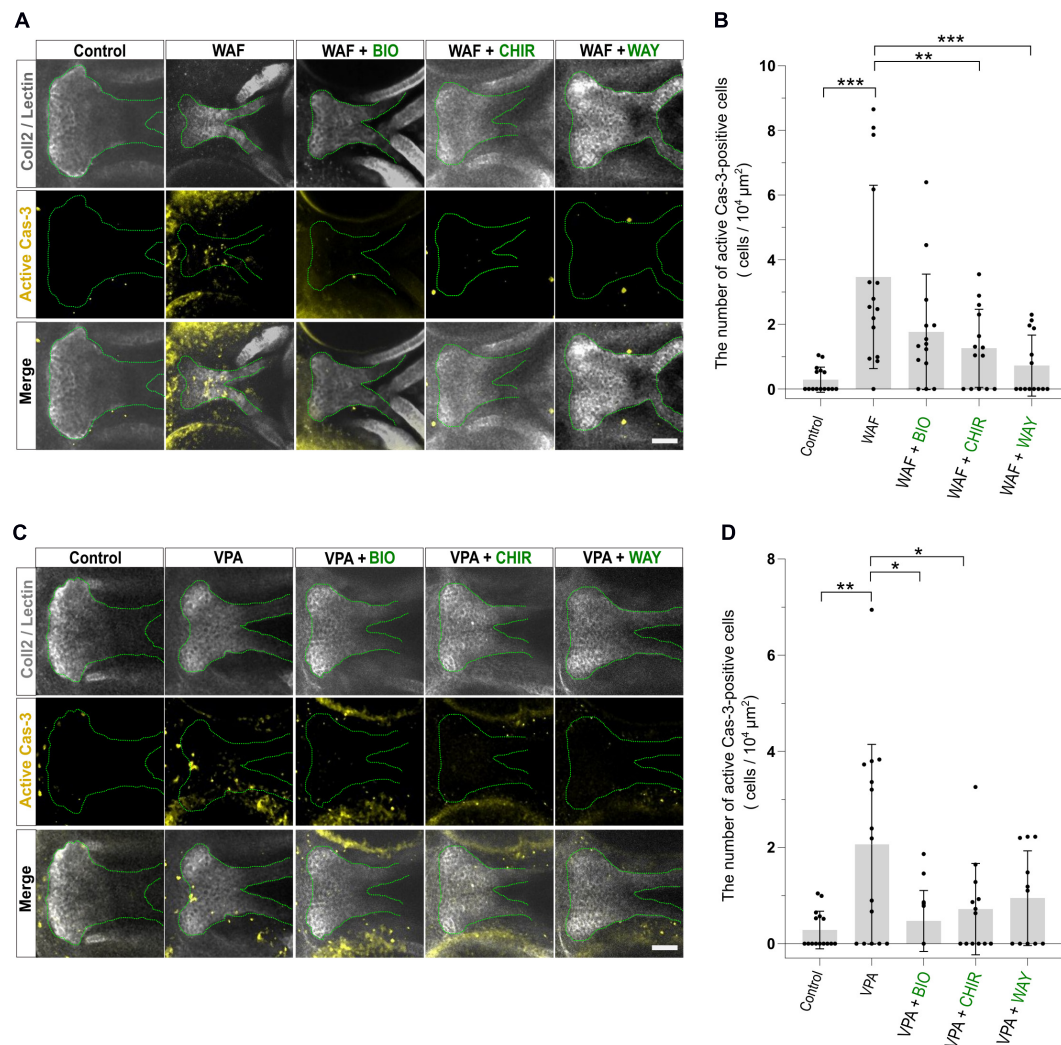 A
Control
WAF
WAF + BIO
WAF + CHIR
WAF + WAY
Coll2 / Lectin
Active Cas-3
Merge
B
The number of active Cas-3-positive cells
( cells / 10⁴ µm²)
10
8
6
4
2
0
***
**
***
Control
WAF
WAF + BIO
WAF + CHIR
WAF + WAY
C
Control
VPA
VPA + BIO
VPA + CHIR
VPA + WAY
Coll2 / Lectin
Active Cas-3
Merge
D
The number of active Cas-3-positive cells
( cells / 10⁴ µm²)
8
6
4
2
0
**
*
*
Control
VPA
VPA + BIO
VPA + CHIR
VPA + WAY